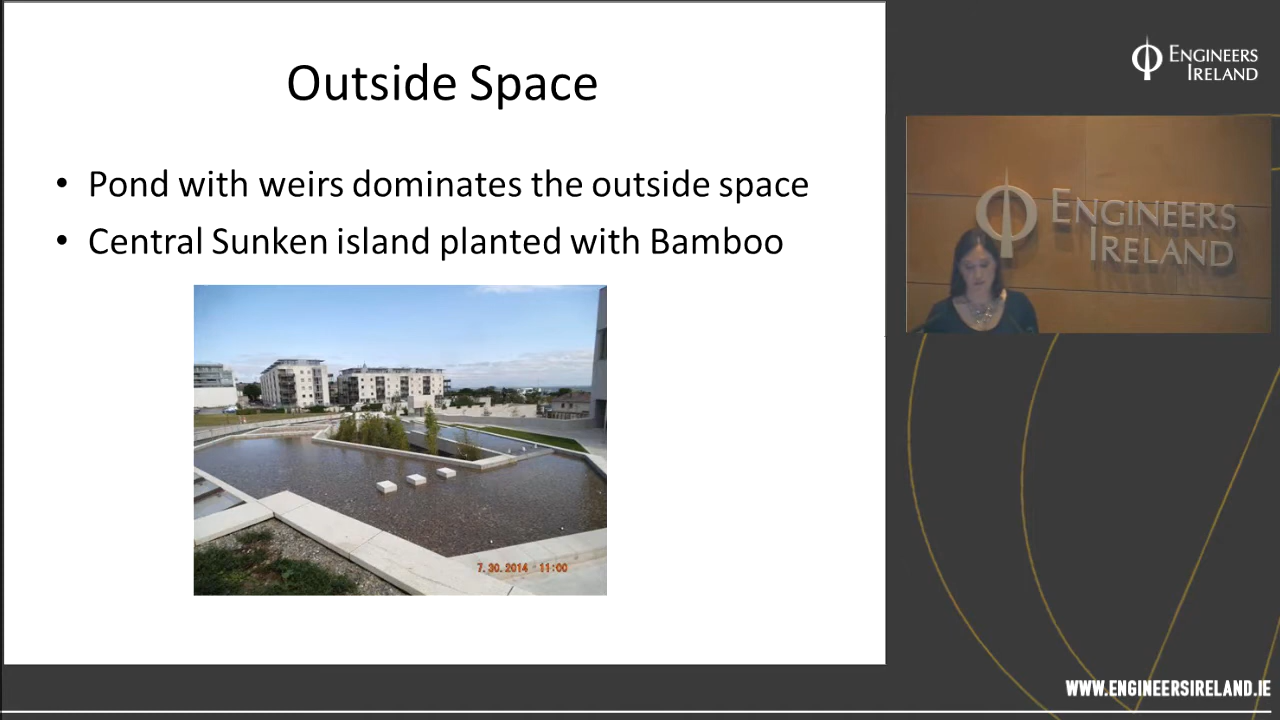 Outside Space
• Pond with weirs dominates the outside space
• Central Sunken island planted with Bamboo
7.30.2014 11:00
ENGINEERS
IRELAND
ENGINEERS
IRELAND
WWW.ENGINEERSIRELAND.IE